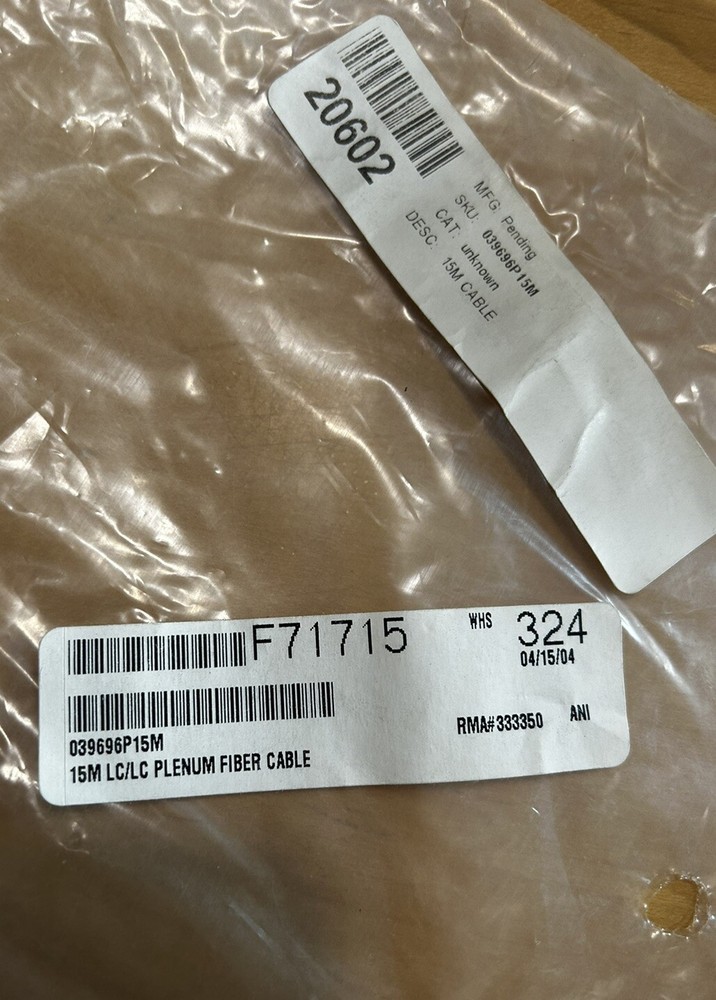 20602
MFG: Pending
SKU: 039696P15M
CAT: unknown
DESC: 15M CABLE
F71715 WHS 324
04/15/04
RMA#333350 ANI
039696P15M
15M LC/LC PLENUM FIBER CABLE